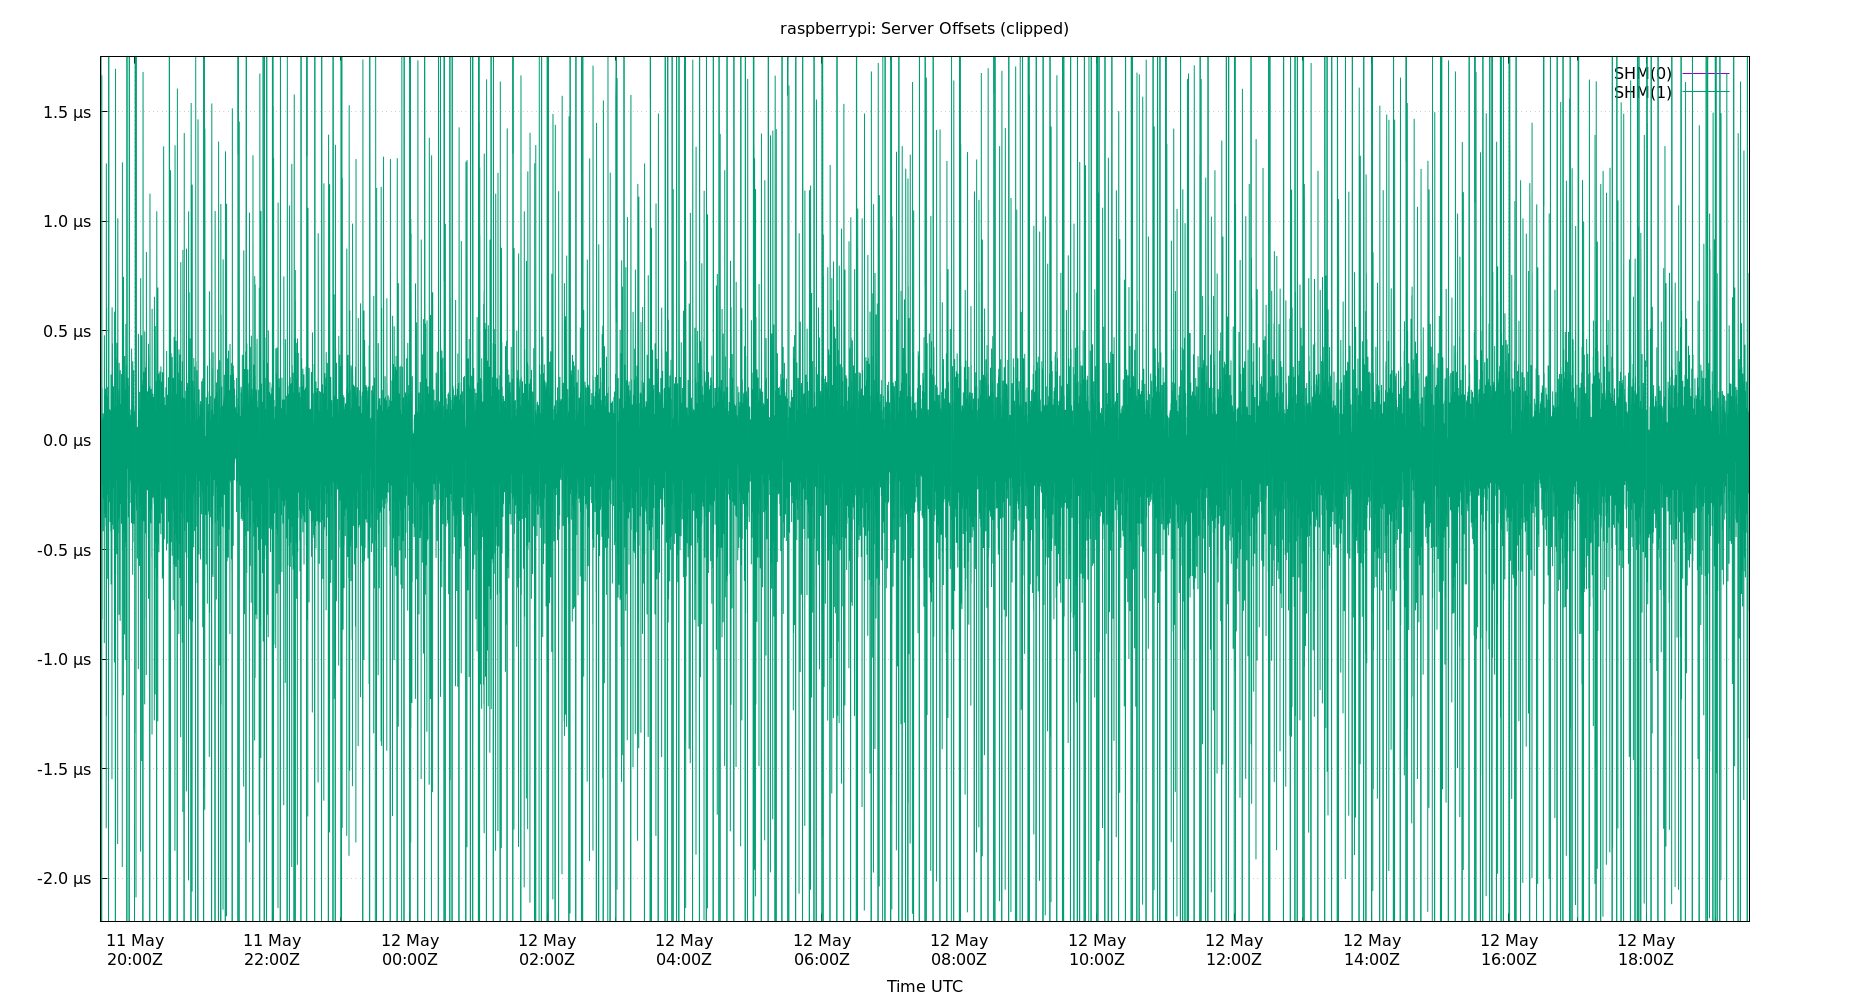 raspberrypi: Server Offsets (clipped)
SHM(0)
SHM(1)
1.5 µs
1.0 µs
0.5 µs
0.0 µs
-0.5 µs
-1.0 µs
-1.5 µs
-2.0 µs
11 May 11 May 12 May 12 May 12 May 12 May 12 May 12 May 12 May 12 May 12 May 12 May
20:00Z 22:00Z 00:00Z 02:00Z 04:00Z 06:00Z 08:00Z 10:00Z 12:00Z 14:00Z 16:00Z 18:00Z
Time UTC